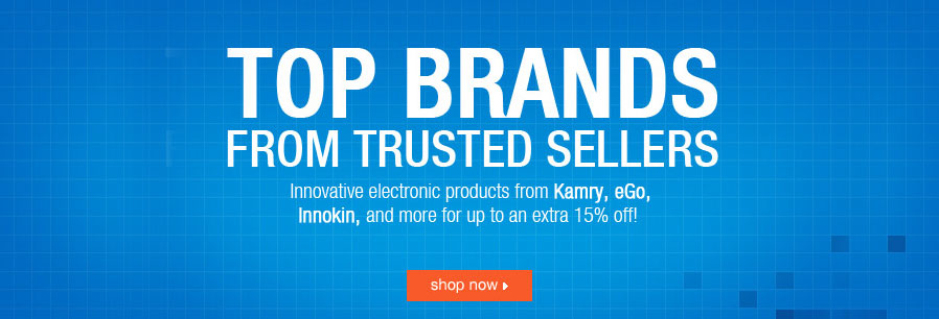 TOP BRANDS
FROM TRUSTED SELLERS
Innovative electronic products from Kamry, eGo,
Innokin, and more for up to an extra 15% off!
shop now